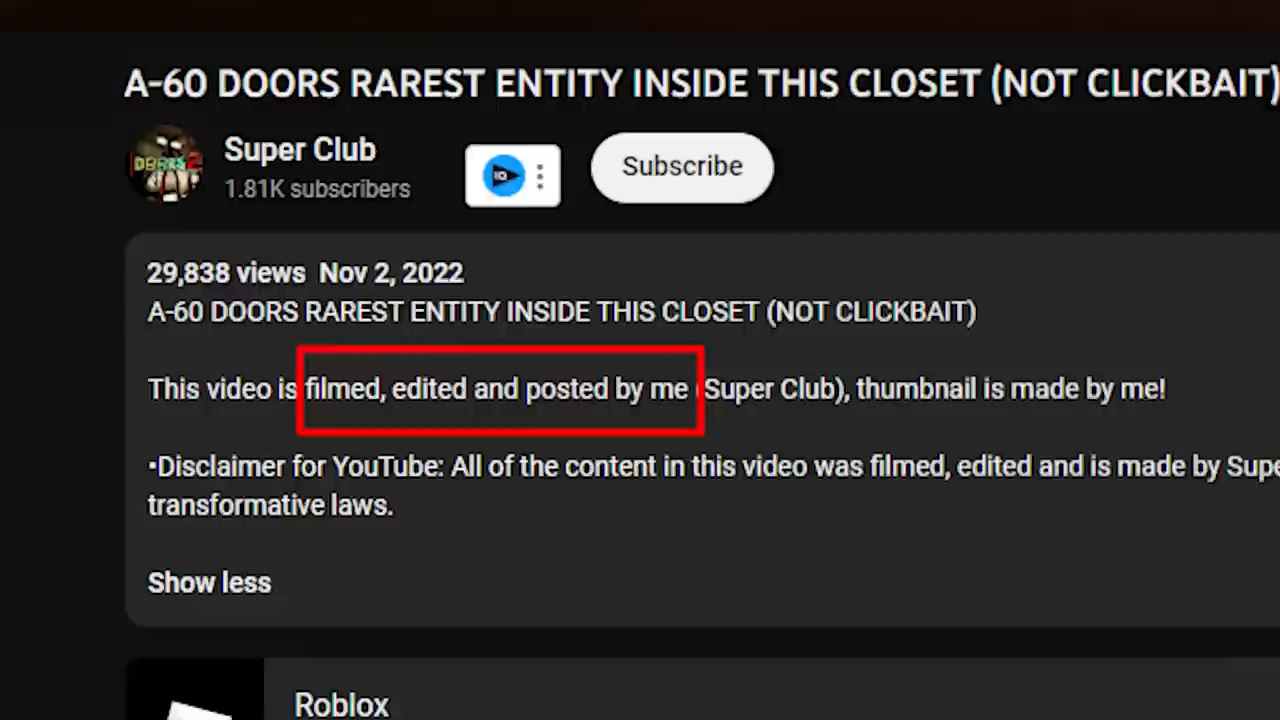 A-60 DOORS RAREST ENTITY INSIDE THIS CLOSET (NOT CLICKBAIT)
Super Club
1.81K subscribers
Subscribe
29,838 views Nov 2, 2022
A-60 DOORS RAREST ENTITY INSIDE THIS CLOSET (NOT CLICKBAIT)
This video is filmed, edited and posted by me (Super Club), thumbnail is made by me!
•Disclaimer for YouTube: All of the content in this video was filmed, edited and is made by Supe
transformative laws.
Show less
Roblox